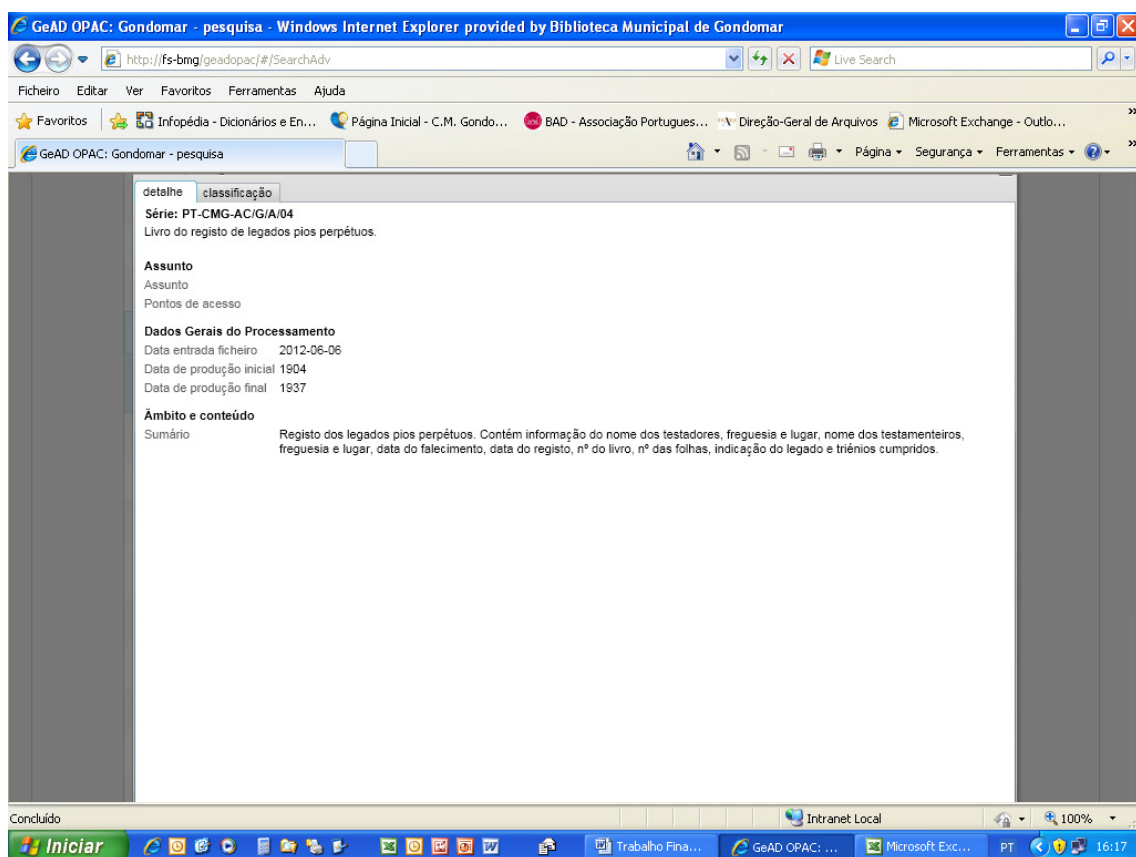 GeAD OPAC: Gondomar - pesquisa - Windows Internet Explorer provided by Biblioteca Municipal de Gondomar
http://fs-bmg/geadopac/#/SearchAdv
Live Search
Ficheiro Editar Ver Favoritos Ferramentas Ajuda
Favoritos Infopédia - Dicionários e En... Página Inicial - C.M. Gondo... BAD - Associação Portugues... Direção-Geral de Arquivos Microsoft Exchange - Outlo... »
GeAD OPAC: Gondomar - pesquisa Página Segurança Ferramentas »
detalhe classificação
Série: PT-CMG-AC/G/A/04
Livro do registo de legados pios perpétuos.
Assunto
Assunto
Pontos de acesso
Dados Gerais do Processamento
Data entrada ficheiro 2012-06-06
Data de produção inicial 1904
Data de produção final 1937
Âmbito e conteúdo
Sumário Registo dos legados pios perpétuos. Contém informação do nome dos testadores, freguesia e lugar, nome dos testamenteiros,
freguesia e lugar, data do falecimento, data do registo, nº do livro, nº das folhas, indicação do legado e triénios cumpridos.
Concluído Intranet Local 100%
Iniciar Trabalho Fina... GeAD OPAC: ... Microsoft Exc... PT 16:17